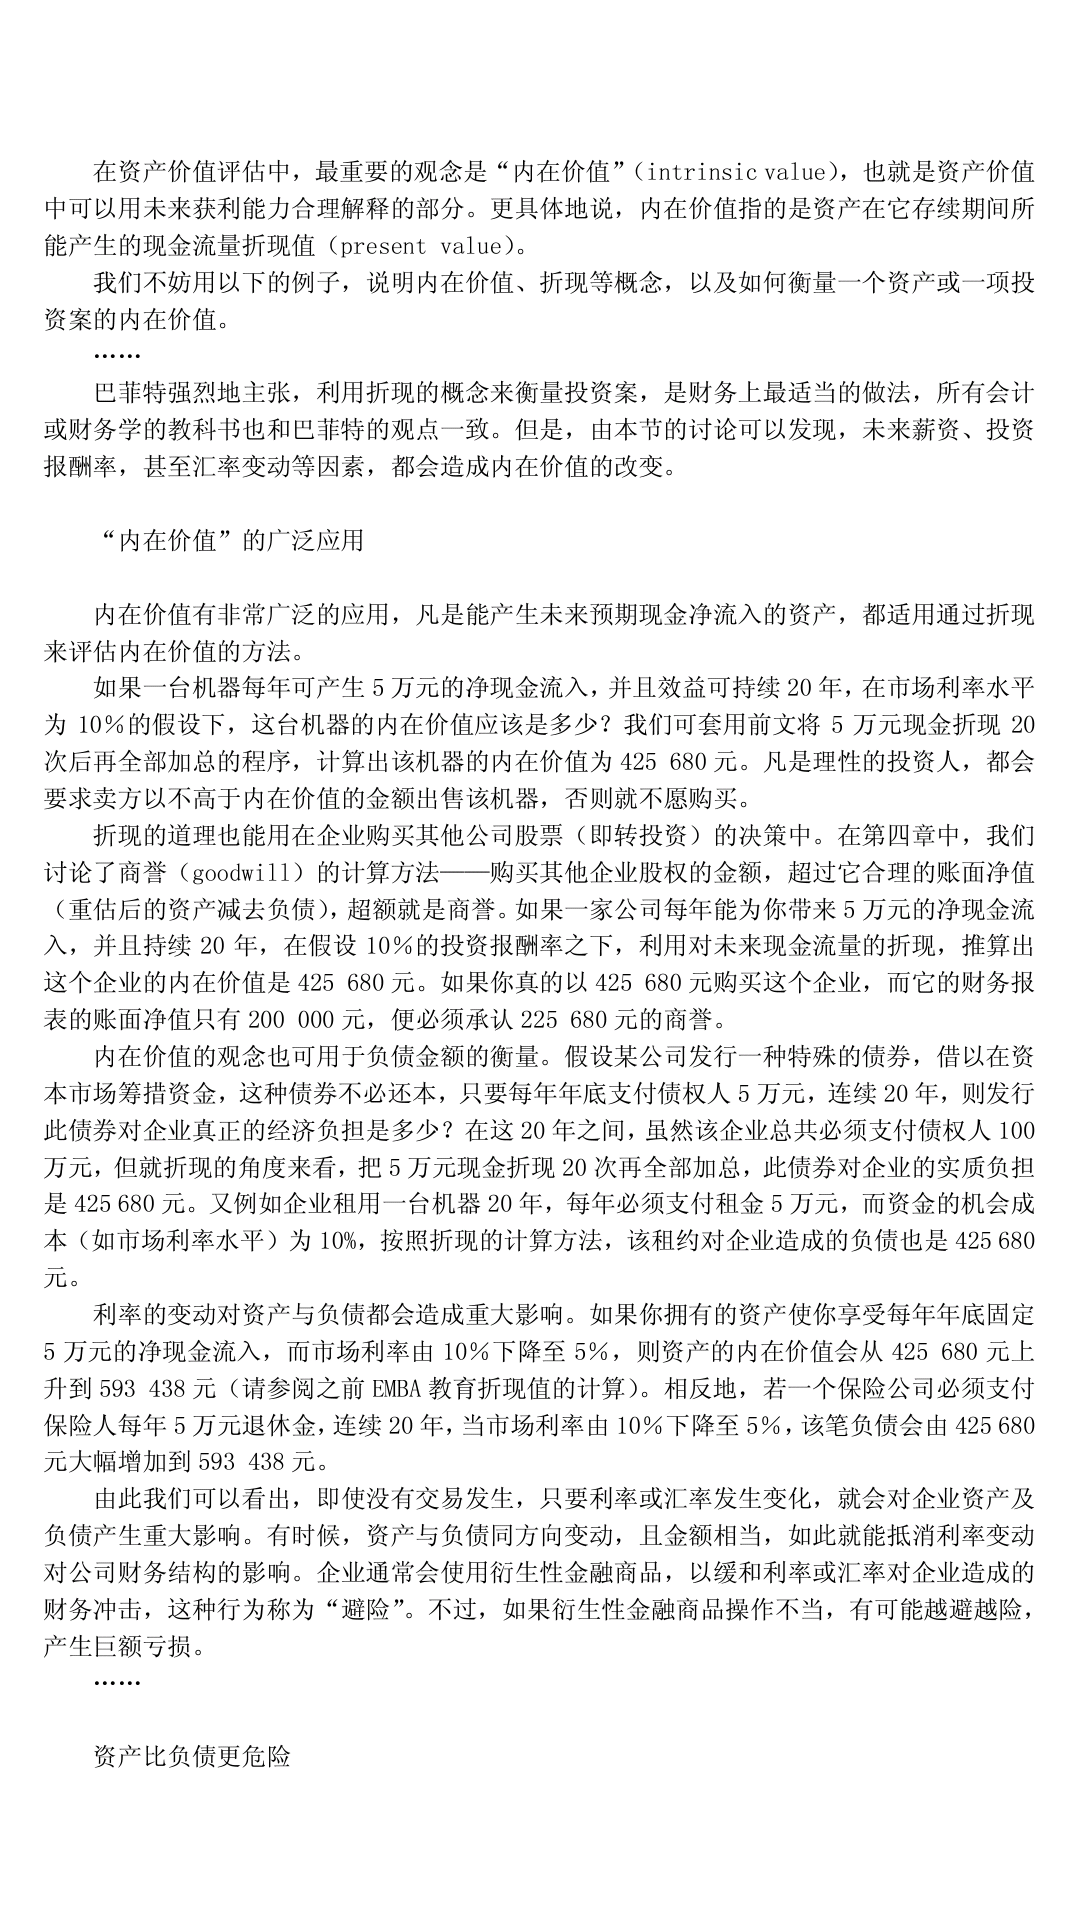 在资产价值评估中，最重要的观念是“内在价值”（intrinsic value），也就是资产价值
中可以用未来获利能力合理解释的部分。更具体地说，内在价值指的是资产在它存续期间所
能产生的现金流量折现值（present value）。
我们不妨用以下的例子，说明内在价值、折现等概念，以及如何衡量一个资产或一项投
资案的内在价值。
……
巴菲特强烈地主张，利用折现的概念来衡量投资案，是财务上最适当的做法，所有会计
或财务学的教科书也和巴菲特的观点一致。但是，由本节的讨论可以发现，未来薪资、投资
报酬率，甚至汇率变动等因素，都会造成内在价值的改变。
“内在价值”的广泛应用
内在价值有非常广泛的应用，凡是能产生未来预期现金净流入的资产，都适用通过折现
来评估内在价值的方法。
如果一台机器每年可产生 5 万元的净现金流入，并且效益可持续 20 年，在市场利率水平
为 10％的假设下，这台机器的内在价值应该是多少？我们可套用前文将 5 万元现金折现 20
次后再全部加总的程序，计算出该机器的内在价值为 425 680 元。凡是理性的投资人，都会
要求卖方以不高于内在价值的金额出售该机器，否则就不愿购买。
折现的道理也能用在企业购买其他公司股票（即转投资）的决策中。在第四章中，我们
讨论了商誉（goodwill）的计算方法——购买其他企业股权的金额，超过它合理的账面净值
（重估后的资产减去负债），超额就是商誉。如果一家公司每年能为你带来 5 万元的净现金流
入，并且持续 20 年，在假设 10％的投资报酬率之下，利用对未来现金流量的折现，推算出
这个企业的内在价值是 425 680 元。如果你真的以 425 680 元购买这个企业，而它的财务报
表的账面净值只有 200 000 元，便必须承认 225 680 元的商誉。
内在价值的观念也可用于负债金额的衡量。假设某公司发行一种特殊的债券，借以在资
本市场筹措资金，这种债券不必还本，只要每年年底支付债权人 5 万元，连续 20 年，则发行
此债券对企业真正的经济负担是多少？在这 20 年之间，虽然该企业总共必须支付债权人 100
万元，但就折现的角度来看，把 5 万元现金折现 20 次再全部加总，此债券对企业的实质负担
是 425 680 元。又例如企业租用一台机器 20 年，每年必须支付租金 5 万元，而资金的机会成
本（如市场利率水平）为 10%，按照折现的计算方法，该租约对企业造成的负债也是 425 680
元。
利率的变动对资产与负债都会造成重大影响。如果你拥有的资产使你享受每年年底固定
5 万元的净现金流入，而市场利率由 10％下降至 5％，则资产的内在价值会从 425 680 元上
升到 593 438 元（请参阅之前 EMBA 教育折现值的计算）。相反地，若一个保险公司必须支付
保险人每年 5 万元退休金，连续 20 年，当市场利率由 10％下降至 5％，该笔负债会由 425 680
元大幅增加到 593 438 元。
由此我们可以看出，即使没有交易发生，只要利率或汇率发生变化，就会对企业资产及
负债产生重大影响。有时候，资产与负债同方向变动，且金额相当，如此就能抵消利率变动
对公司财务结构的影响。企业通常会使用衍生性金融商品，以缓和利率或汇率对企业造成的
财务冲击，这种行为称为“避险”。不过，如果衍生性金融商品操作不当，有可能越避越险，
产生巨额亏损。
……
资产比负债更危险